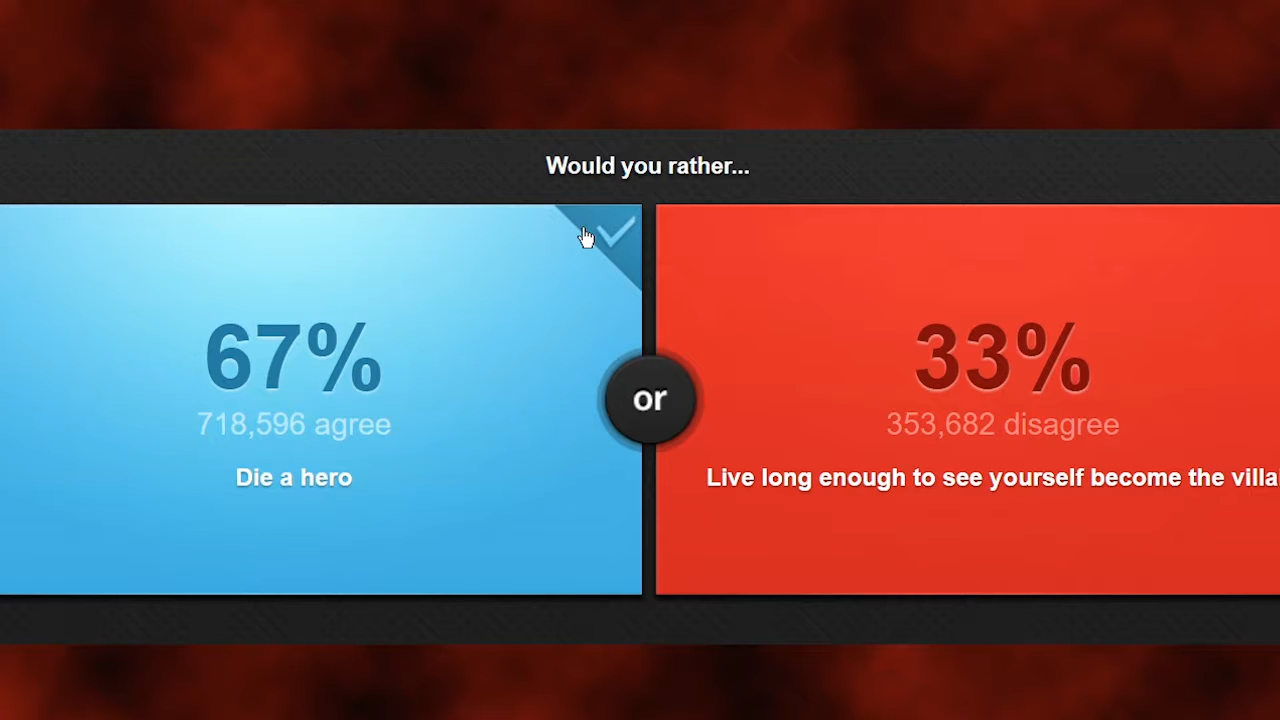 Would you rather...
67%
718,596 agree
Die a hero
or
33%
353,682 disagree
Live long enough to see yourself become the villa